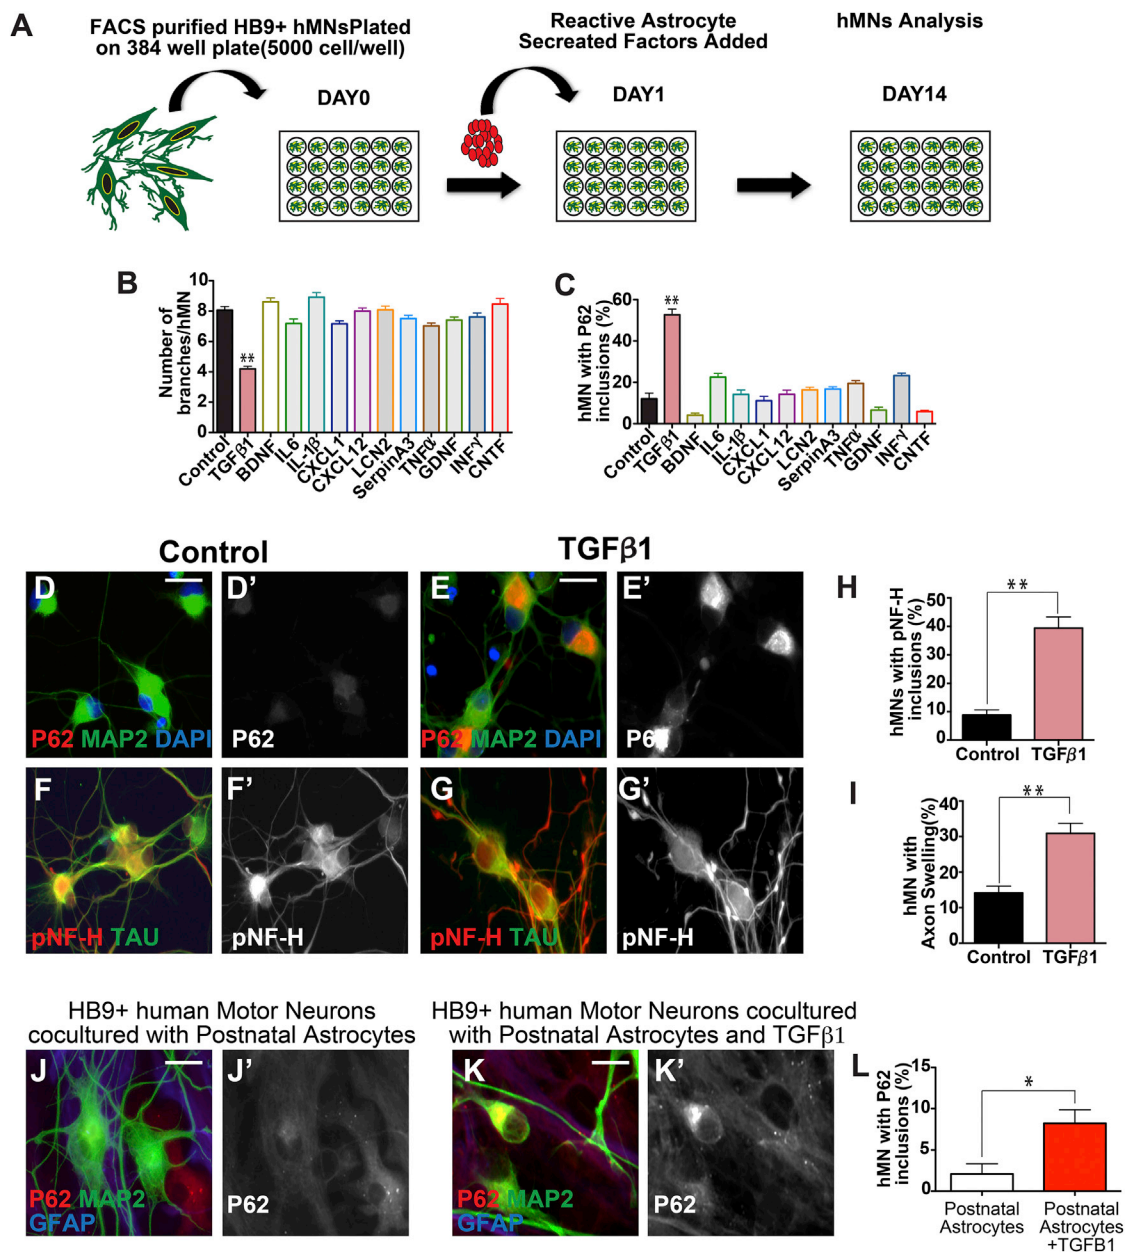 A
FACS purified HB9+ hMNsPlated
on 384 well plate(5000 cell/well)
Reactive Astrocyte
Secreated Factors Added
hMNs Analysis
DAY0
DAY1
DAY14
B
Number of
branches/hMN
10
8
6
4
2
0
**
Control
TGFβ1
BDNF
IL6
IL-1β
CXCL1
CXCL12
LCN2
SerpinA3
TNFα
GDNF
INFγ
CNTF
C
hMN with P62
inclusions (%)
60
40
20
0
**
Control
TGFβ1
BDNF
IL6
IL-1β
CXCL1
CXCL12
LCN2
SerpinA3
TNFα
GDNF
INFγ
CNTF
Control
TGFβ1
D
P62 MAP2 DAPI
D’
P62
E
P62 MAP2 DAPI
E’
P62
F
pNF-H TAU
F’
pNF-H
G
pNF-H TAU
G’
pNF-H
H
hMNs with pNF-H
inclusions (%)
50
40
30
20
10
0
**
Control TGFβ1
I
hMN with
Axon Swelling(%)
40
30
20
10
0
**
Control TGFβ1
HB9+ human Motor Neurons
cocultured with Postnatal Astrocytes
HB9+ human Motor Neurons cocultured
with Postnatal Astrocytes and TGFβ1
J
P62 MAP2
GFAP
J’
P62
K
P62 MAP2
GFAP
K’
P62
L
hMN with P62
inclusions (%)
15
10
5
0
*
Postnatal
Astrocytes
Postnatal
Astrocytes
+TGFB1